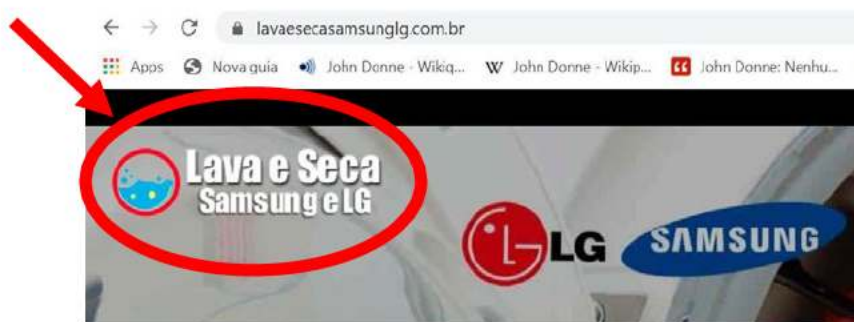 lavaesecasamsunglg.com.br
Apps Nova guia John Donne - Wikiq... W John Donne - Wikip... John Donne: Nenhu...
Lava e Seca
Samsung e LG
LG SAMSUNG